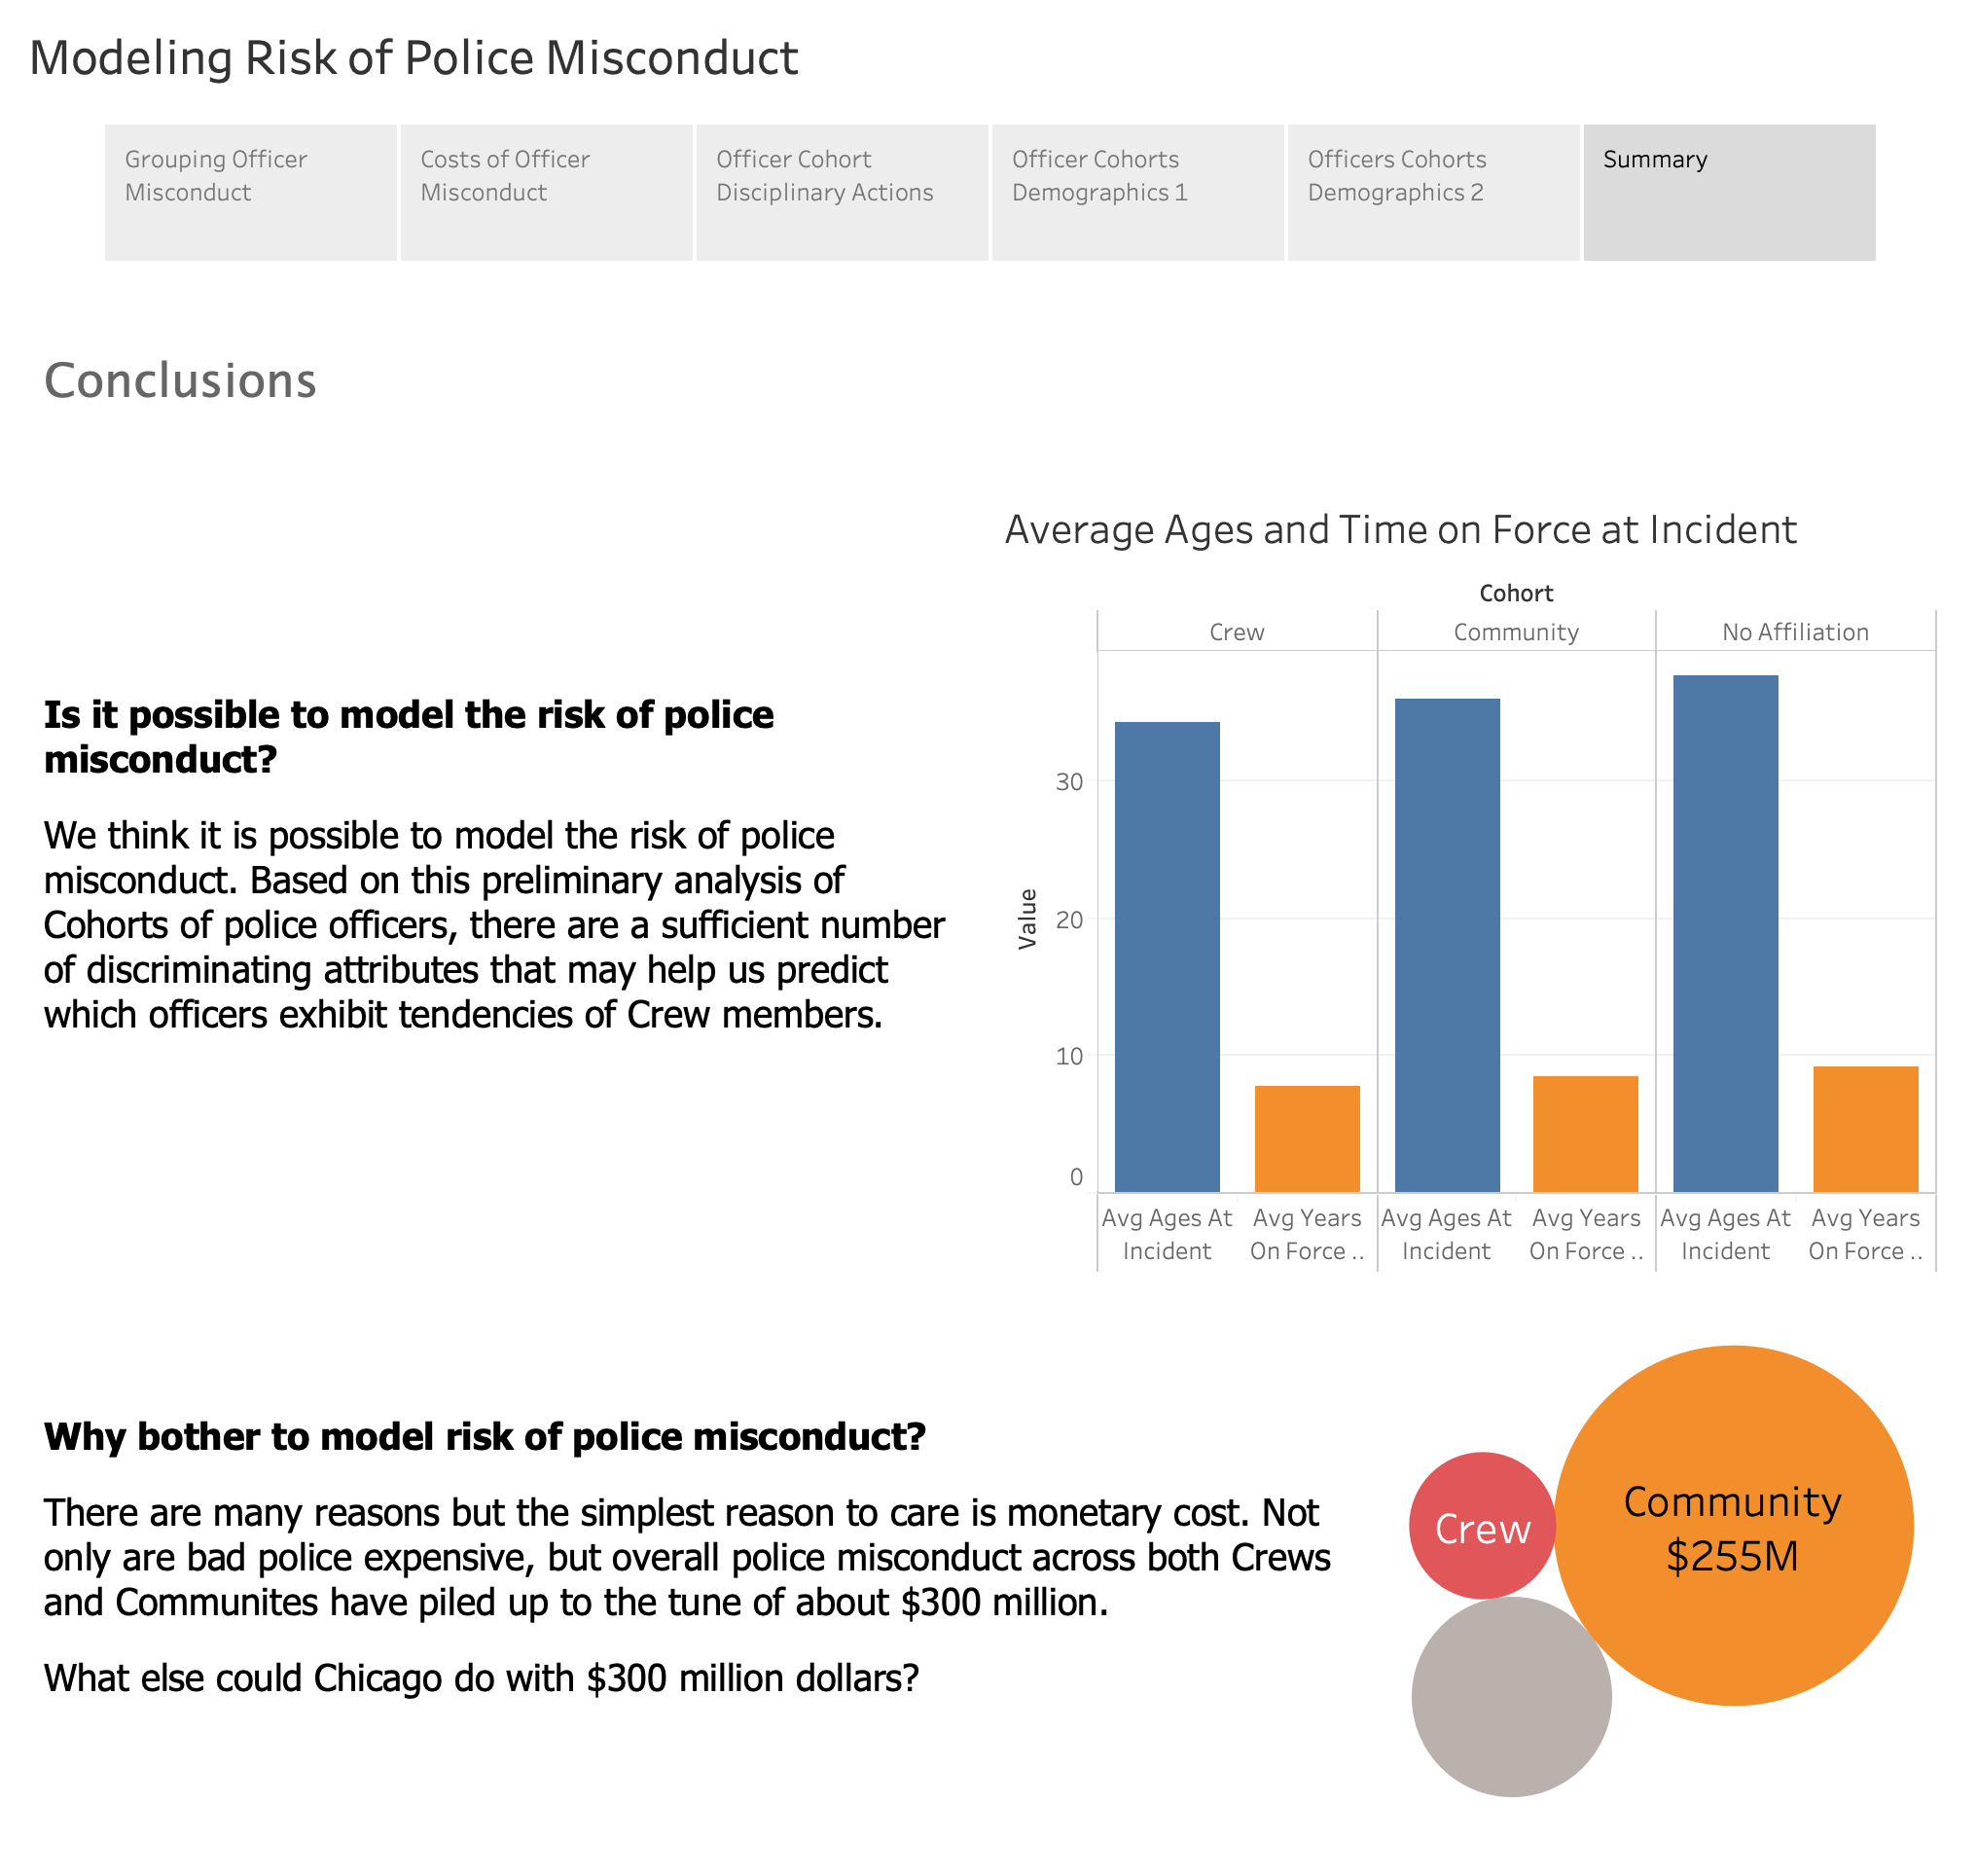 Modeling Risk of Police Misconduct
Grouping Officer
Misconduct
Costs of Officer
Misconduct
Officer Cohort
Disciplinary Actions
Officer Cohorts
Demographics 1
Officers Cohorts
Demographics 2
Summary
Conclusions
Average Ages and Time on Force at Incident
Cohort
Crew
Community
No Affiliation
Value
30
20
10
0
Avg Ages At
Incident
Avg Years
On Force ..
Avg Ages At
Incident
Avg Years
On Force ..
Avg Ages At
Incident
Avg Years
On Force ..
Is it possible to model the risk of police
misconduct?
We think it is possible to model the risk of police
misconduct. Based on this preliminary analysis of
Cohorts of police officers, there are a sufficient number
of discriminating attributes that may help us predict
which officers exhibit tendencies of Crew members.
Why bother to model risk of police misconduct?
There are many reasons but the simplest reason to care is monetary cost. Not
only are bad police expensive, but overall police misconduct across both Crews
and Communites have piled up to the tune of about $300 million.
What else could Chicago do with $300 million dollars?
Crew
Community
$255M